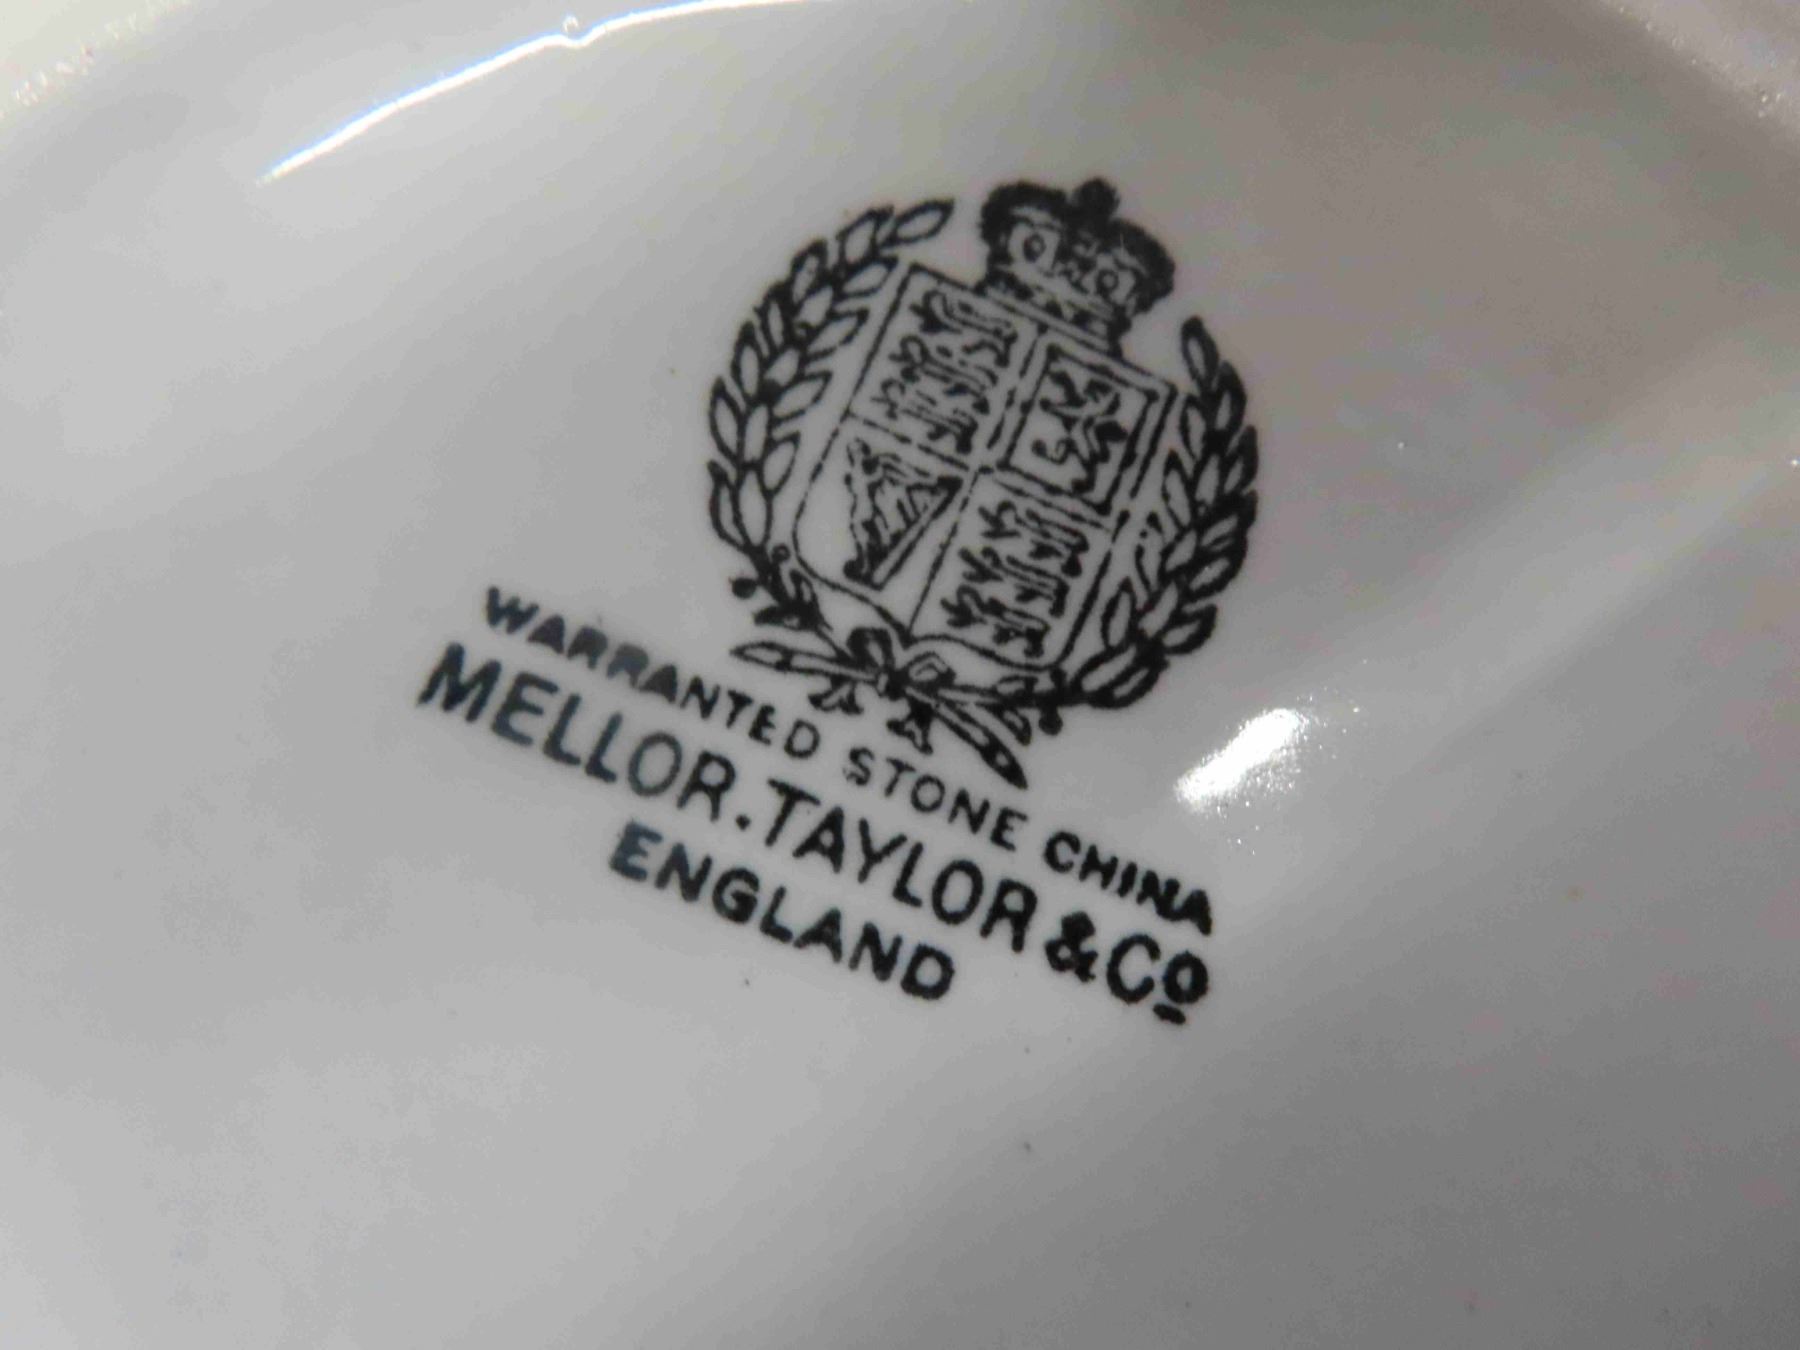 WARRANTED STONE CHINA
MELLOR.TAYLOR & Co
ENGLAND